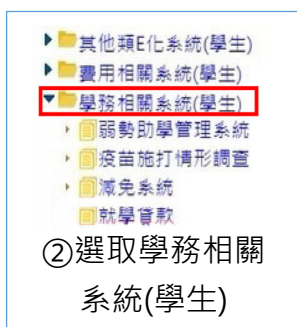 其他類E化系統(學生)
費用相關系統(學生)
學務相關系統(學生)
弱勢助學管理系統
疫苗施打情形調查
減免系統
就學貸款
②選取學務相關
系統(學生)